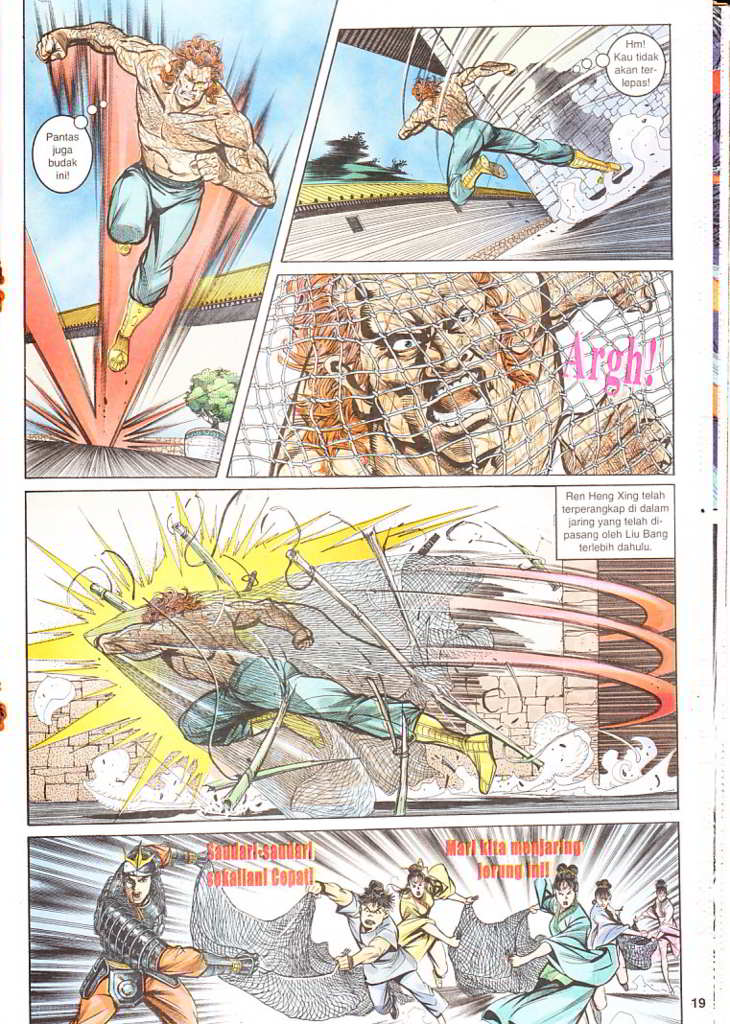 Pantas
juga
budak
ini!
Hm!
Kau tidak
akan ter-
lepas!
Argh!
Ren Heng Xing telah
terperangkap di dalam
jaring yang telah di-
pasang oleh Liu Bang
terlebih dahulu.
Saudari-saudari
sekalian! Cepat!
Mari kita menjaring
jerung ini!
19